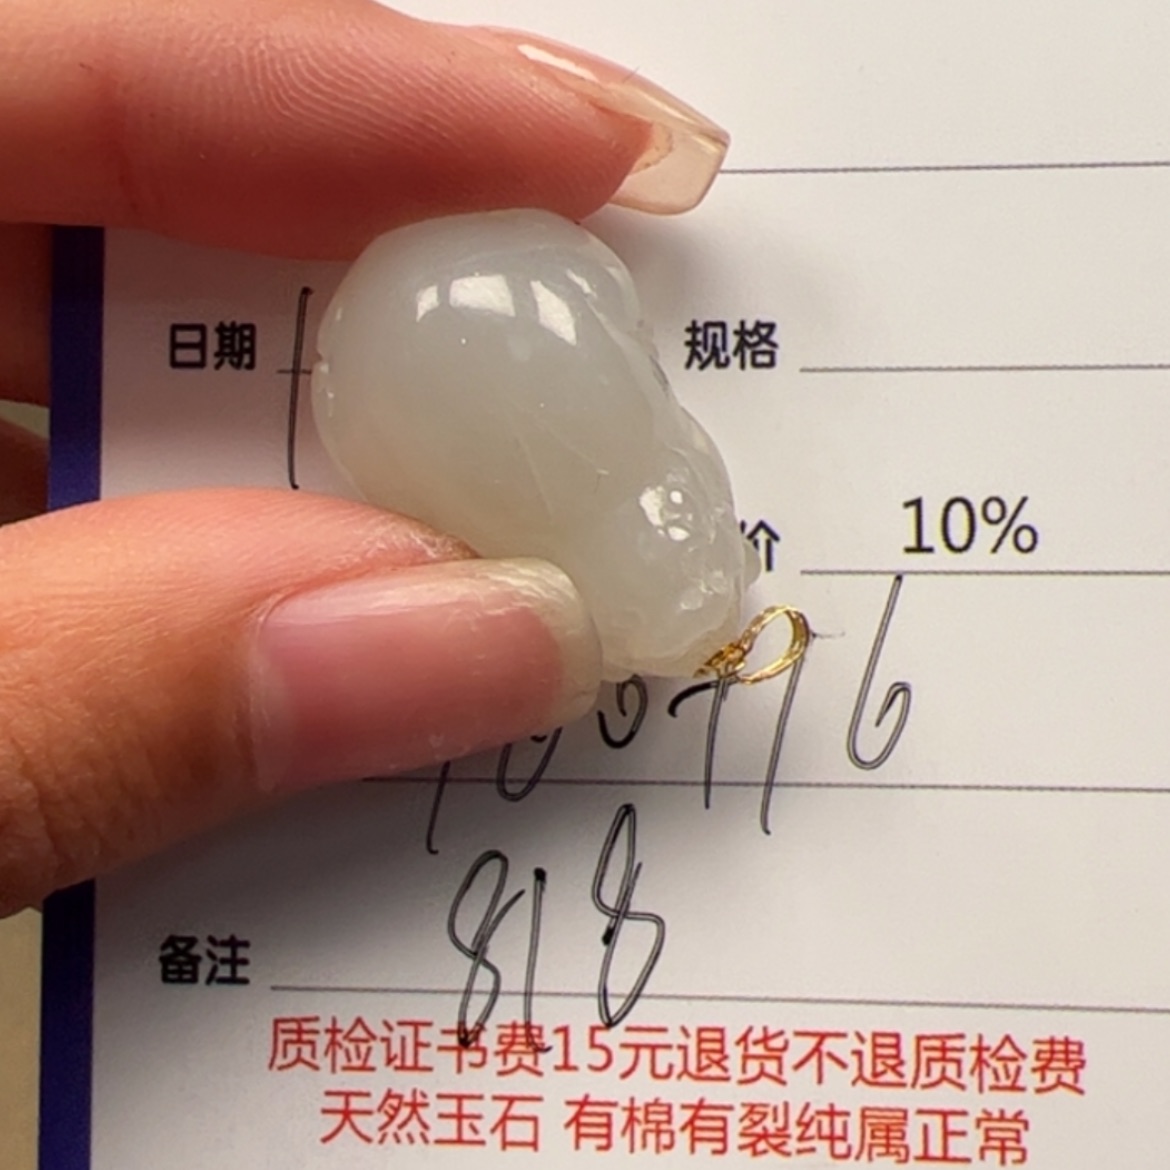 日期 规格
价 10%
6
818
备注
质检证书费15元退货不退质检费
天然玉石 有棉有裂纯属正常